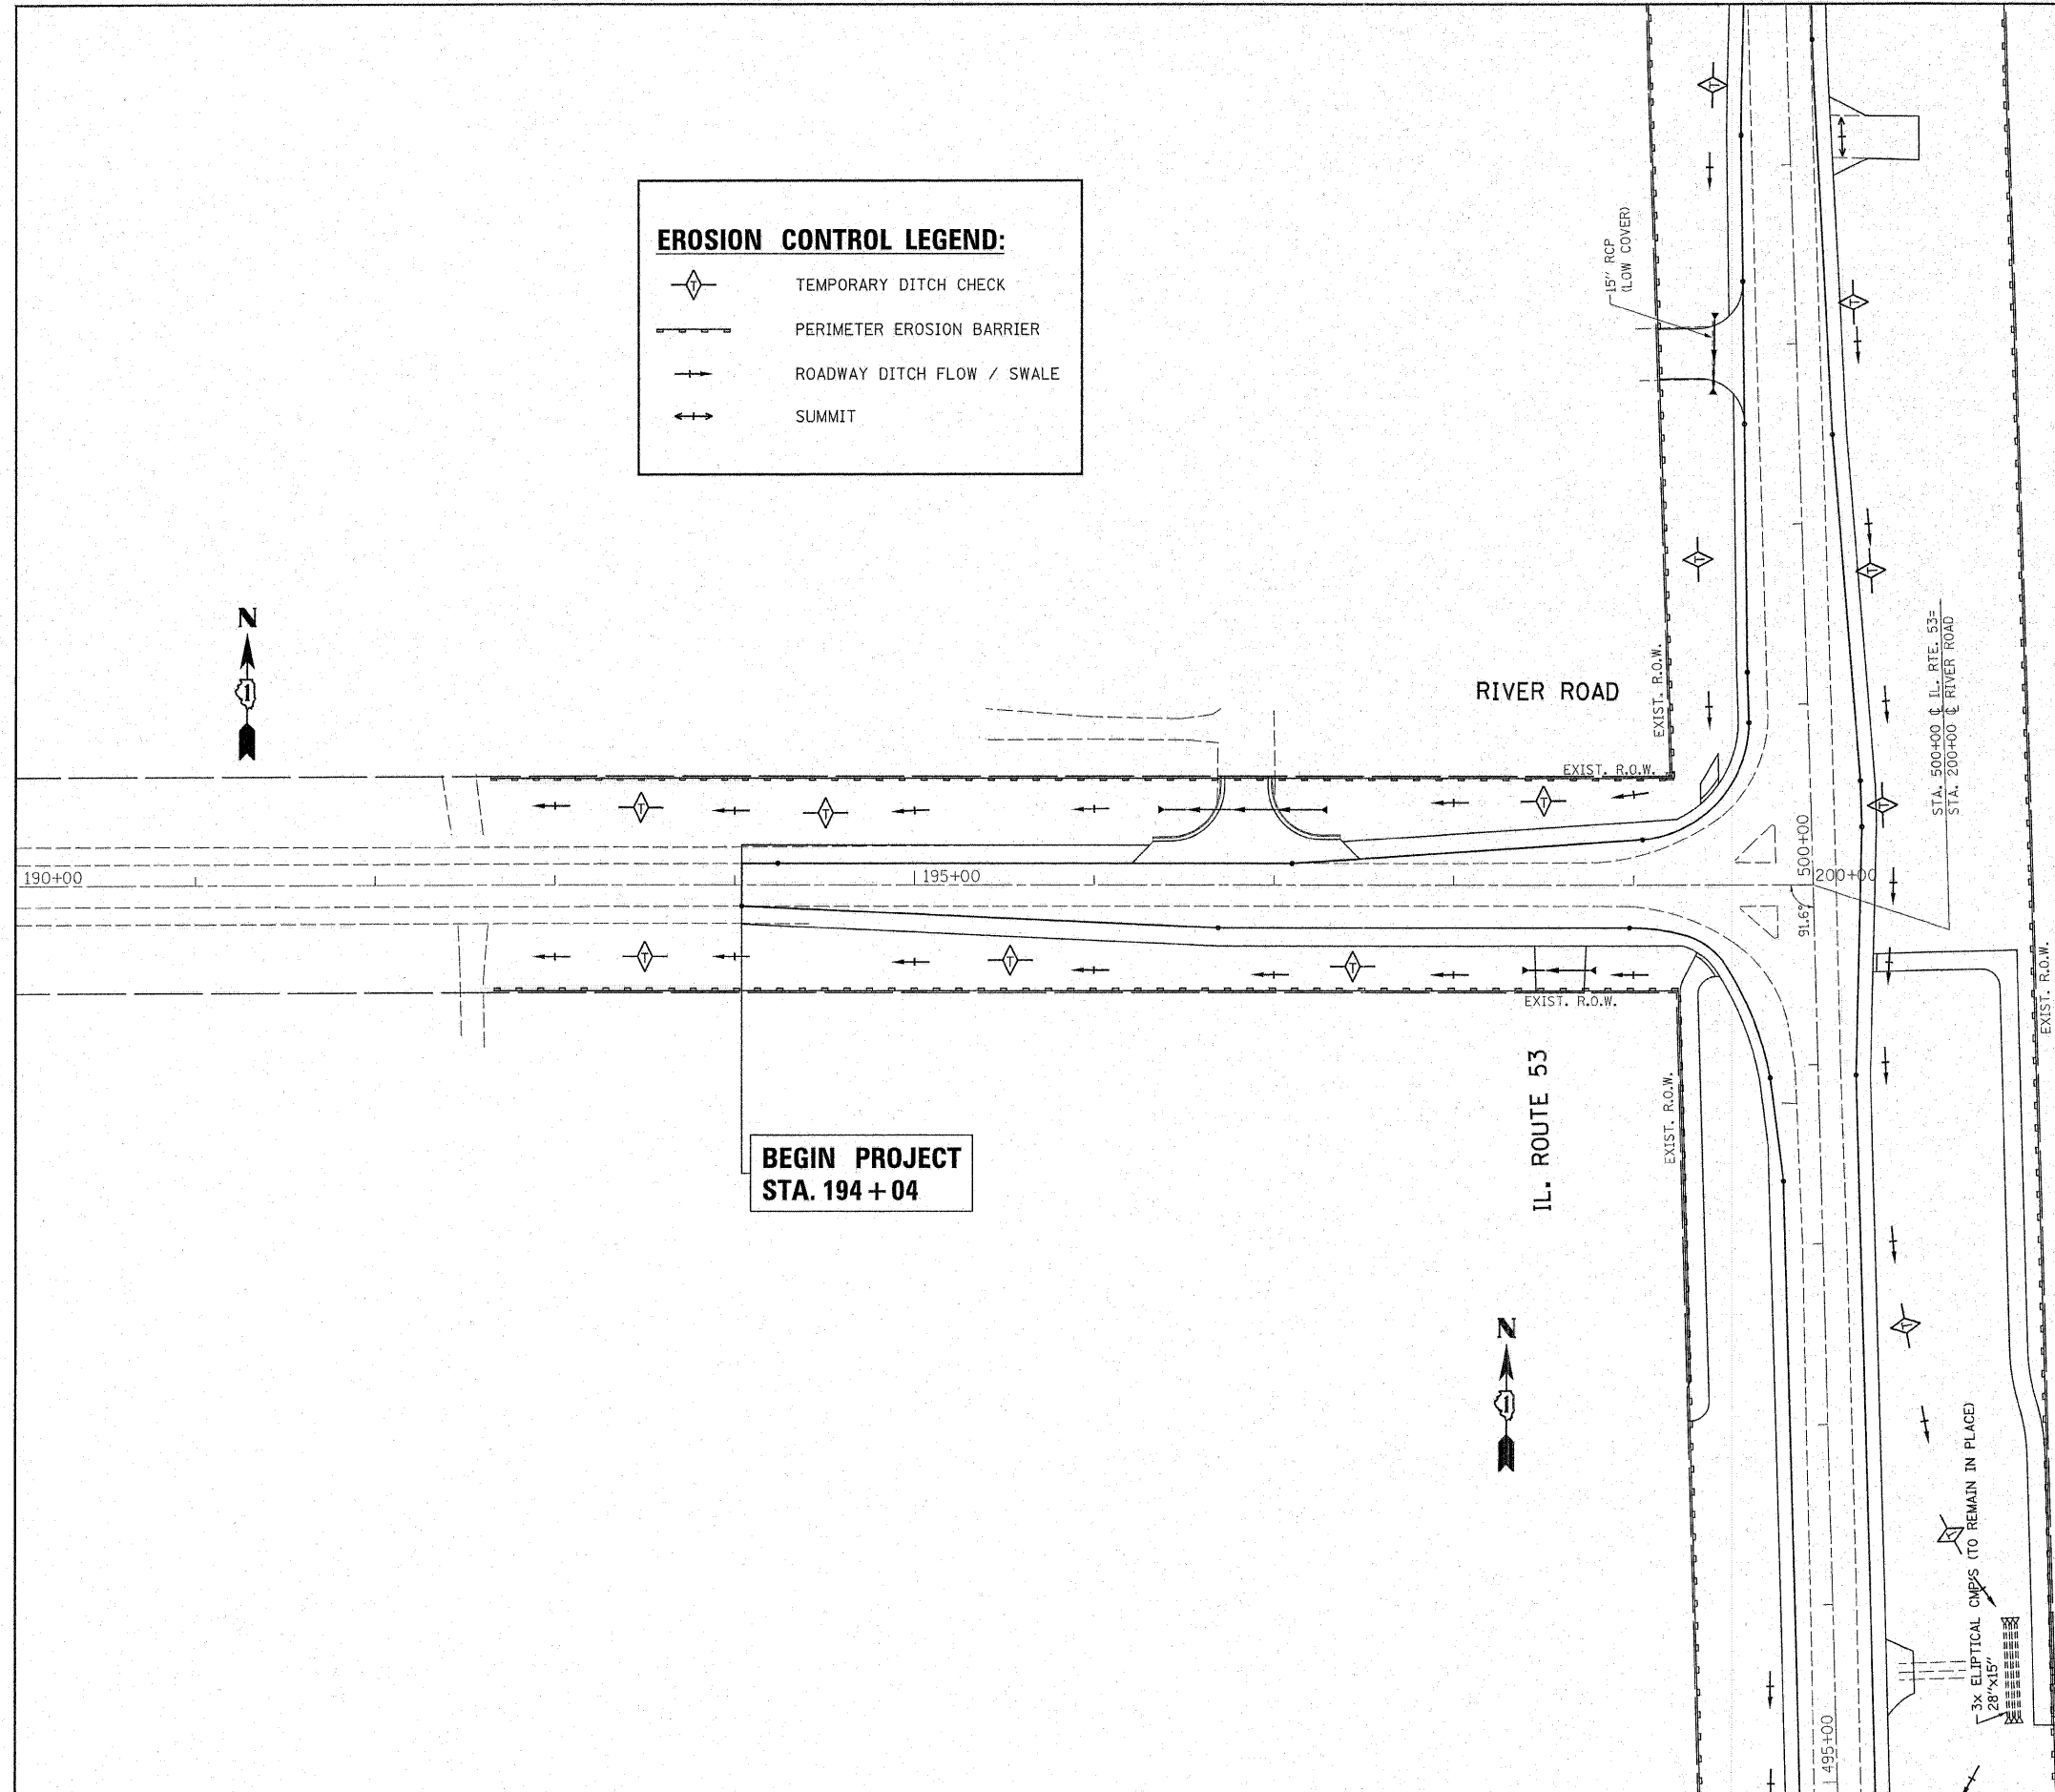 EROSION CONTROL LEGEND:
T
TEMPORARY DITCH CHECK
PERIMETER EROSION BARRIER
ROADWAY DITCH FLOW / SWALE
SUMMIT
T
15" RCP
(LOW COVER)
T
T
T
N
1
RIVER ROAD
EXIST. R.O.W.
EXIST. R.O.W.
STA. 500+00 ℄ IL. RTE. 53=
STA. 200+00 ℄ RIVER ROAD
T
T
T
T
190+00
195+00
500+00
200+00
91.6°
T
T
T
EXIST. R.O.W.
EXIST. R.O.W.
EXIST. R.O.W.
IL. ROUTE 53
BEGIN PROJECT
STA. 194+04
N
1
T
T
3x ELIPTICAL CMP'S (TO REMAIN IN PLACE)
28"x15"
495+00